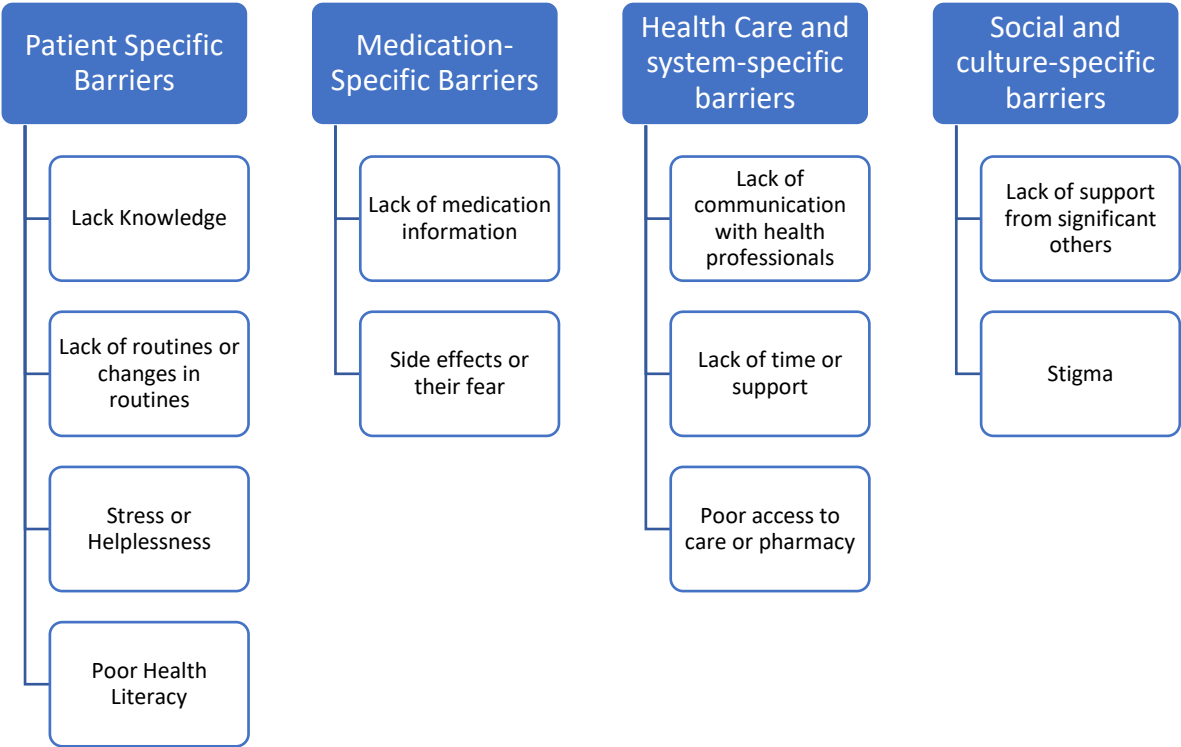 Patient Specific
Barriers
Lack Knowledge
Lack of routines or
changes in
routines
Stress or
Helplessness
Poor Health
Literacy
Medication-
Specific Barriers
Lack of medication
information
Side effects or
their fear
Health Care and
system-specific
barriers
Lack of
communication
with health
professionals
Lack of time or
support
Poor access to
care or pharmacy
Social and
culture-specific
barriers
Lack of support
from significant
others
Stigma